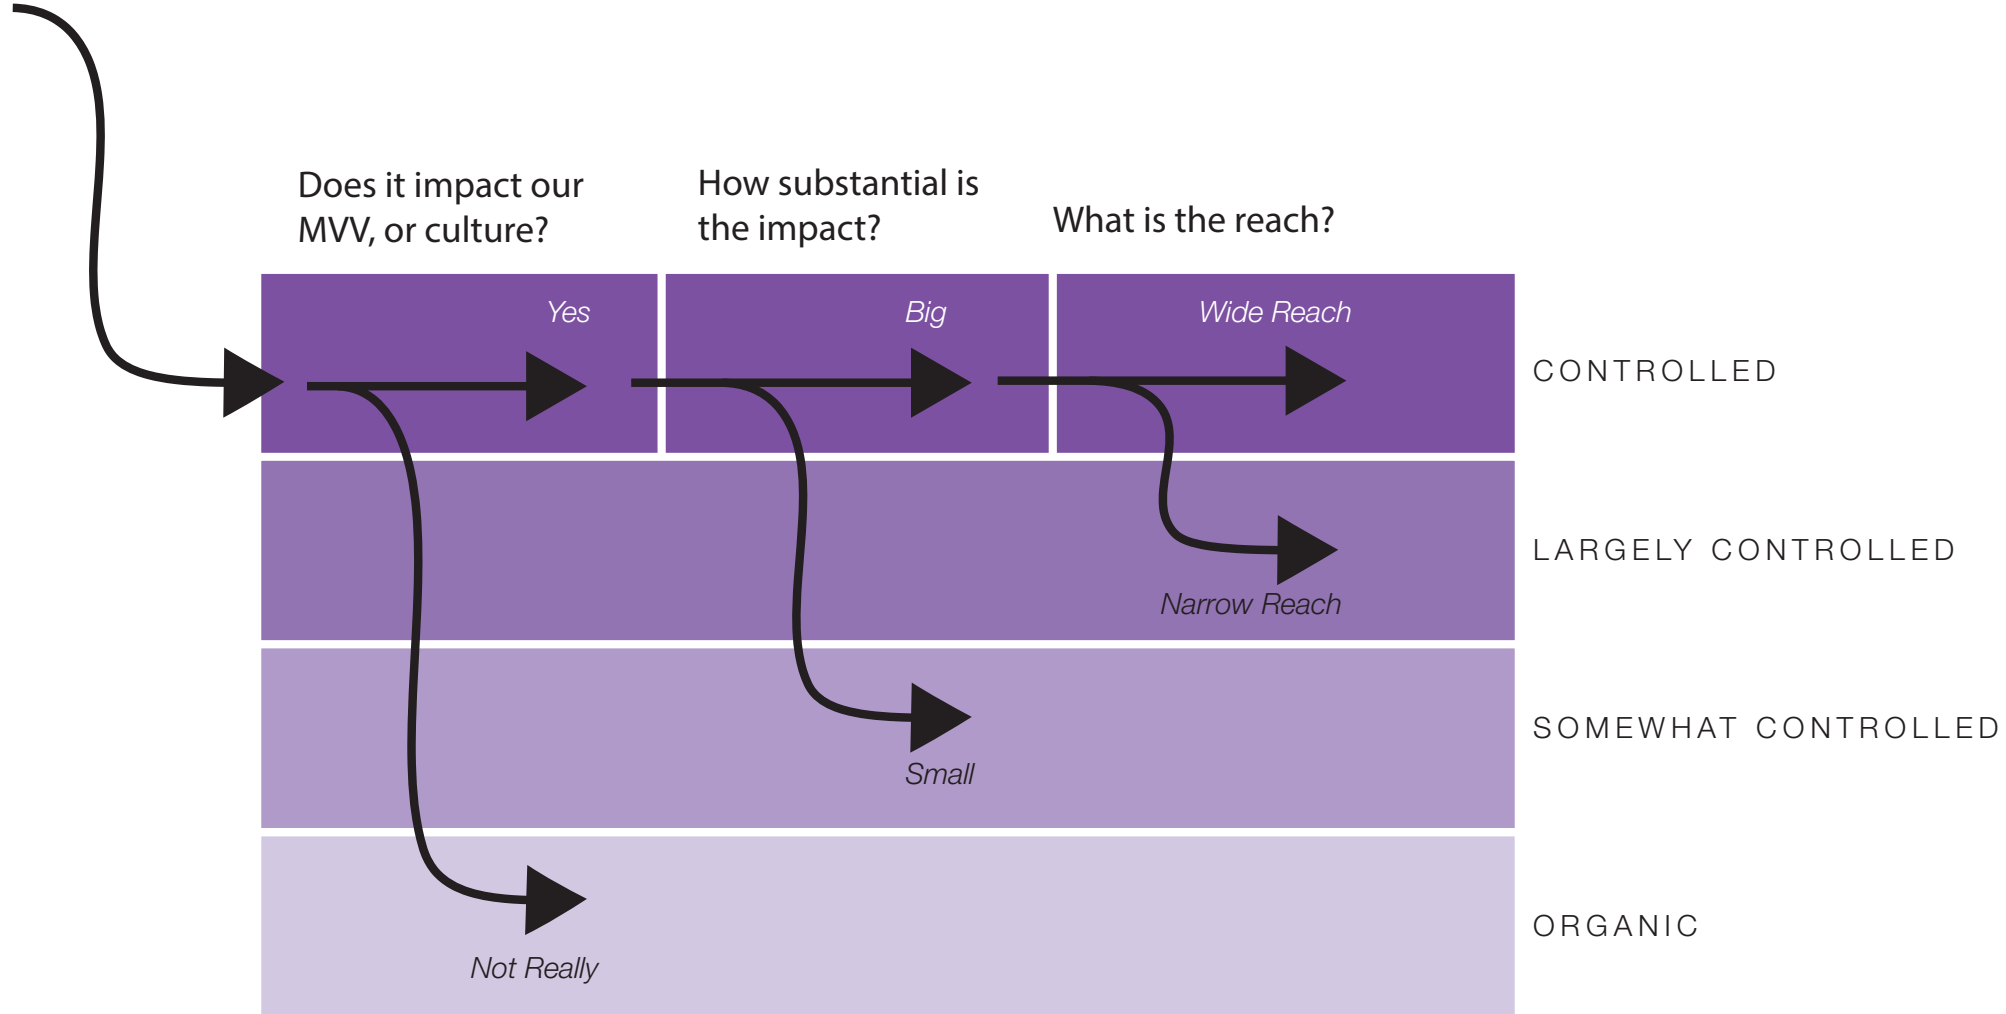 Does it impact our
MVV, or culture?
How substantial is
the impact?
What is the reach?
Yes
Big
Wide Reach
CONTROLLED
LARGELY CONTROLLED
Narrow Reach
SOMEWHAT CONTROLLED
Small
ORGANIC
Not Really